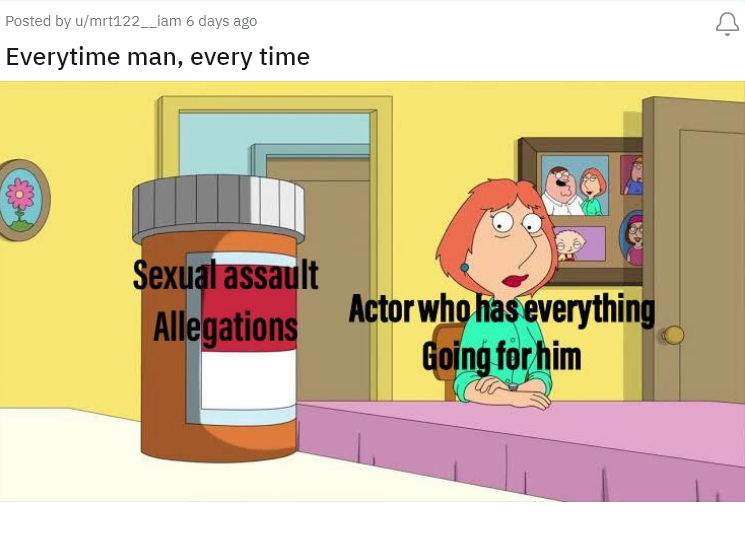 Posted by u/mrt122__iam 6 days ago
Everytime man, every time
Sexual assault
Allegations
Actor who has everything
Going for him